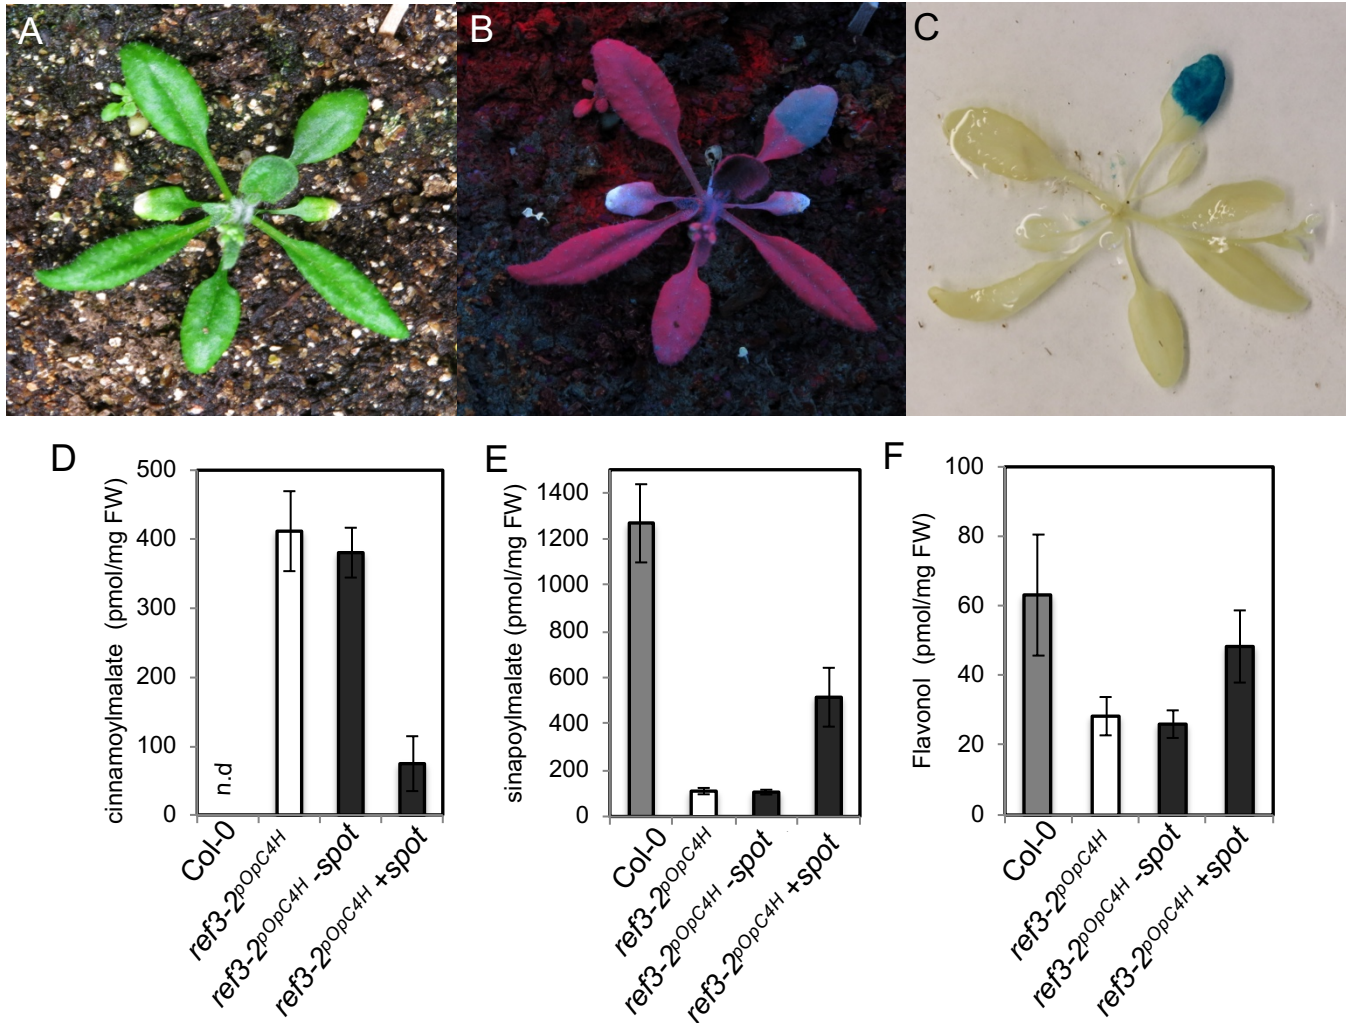 A
B
C
D
cinnamoylmalate (pmol/mg FW)
500
400
300
200
100
0
n.d
Col-0
ref3-2pOpC4H
ref3-2pOpC4H -spot
ref3-2pOpC4H +spot
E
sinapoylmalate (pmol/mg FW)
1400
1200
1000
800
600
400
200
0
Col-0
ref3-2pOpC4H
ref3-2pOpC4H -spot
ref3-2pOpC4H +spot
F
Flavonol (pmol/mg FW)
100
80
60
40
20
0
Col-0
ref3-2pOpC4H
ref3-2pOpC4H -spot
ref3-2pOpC4H +spot